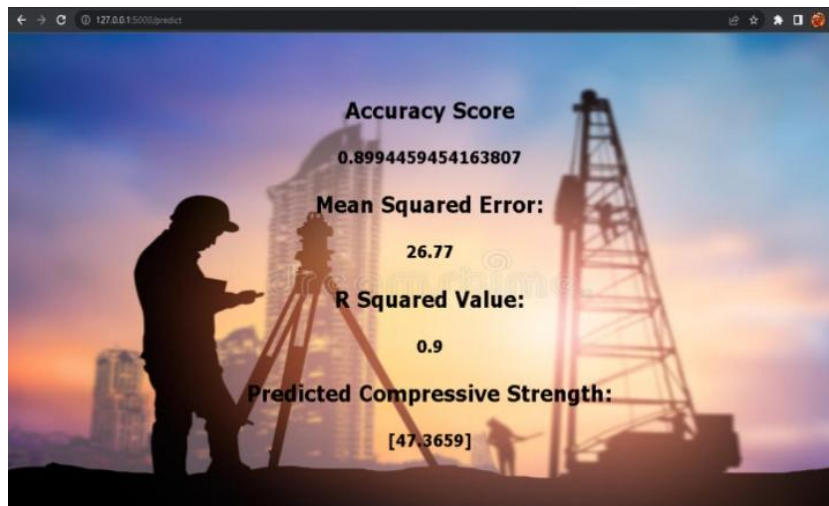 127.0.0.1:5000/predict
Accuracy Score
0.8994459454163807
Mean Squared Error:
26.77
dreamstime.
R Squared Value:
0.9
Predicted Compressive Strength:
[47.3659]